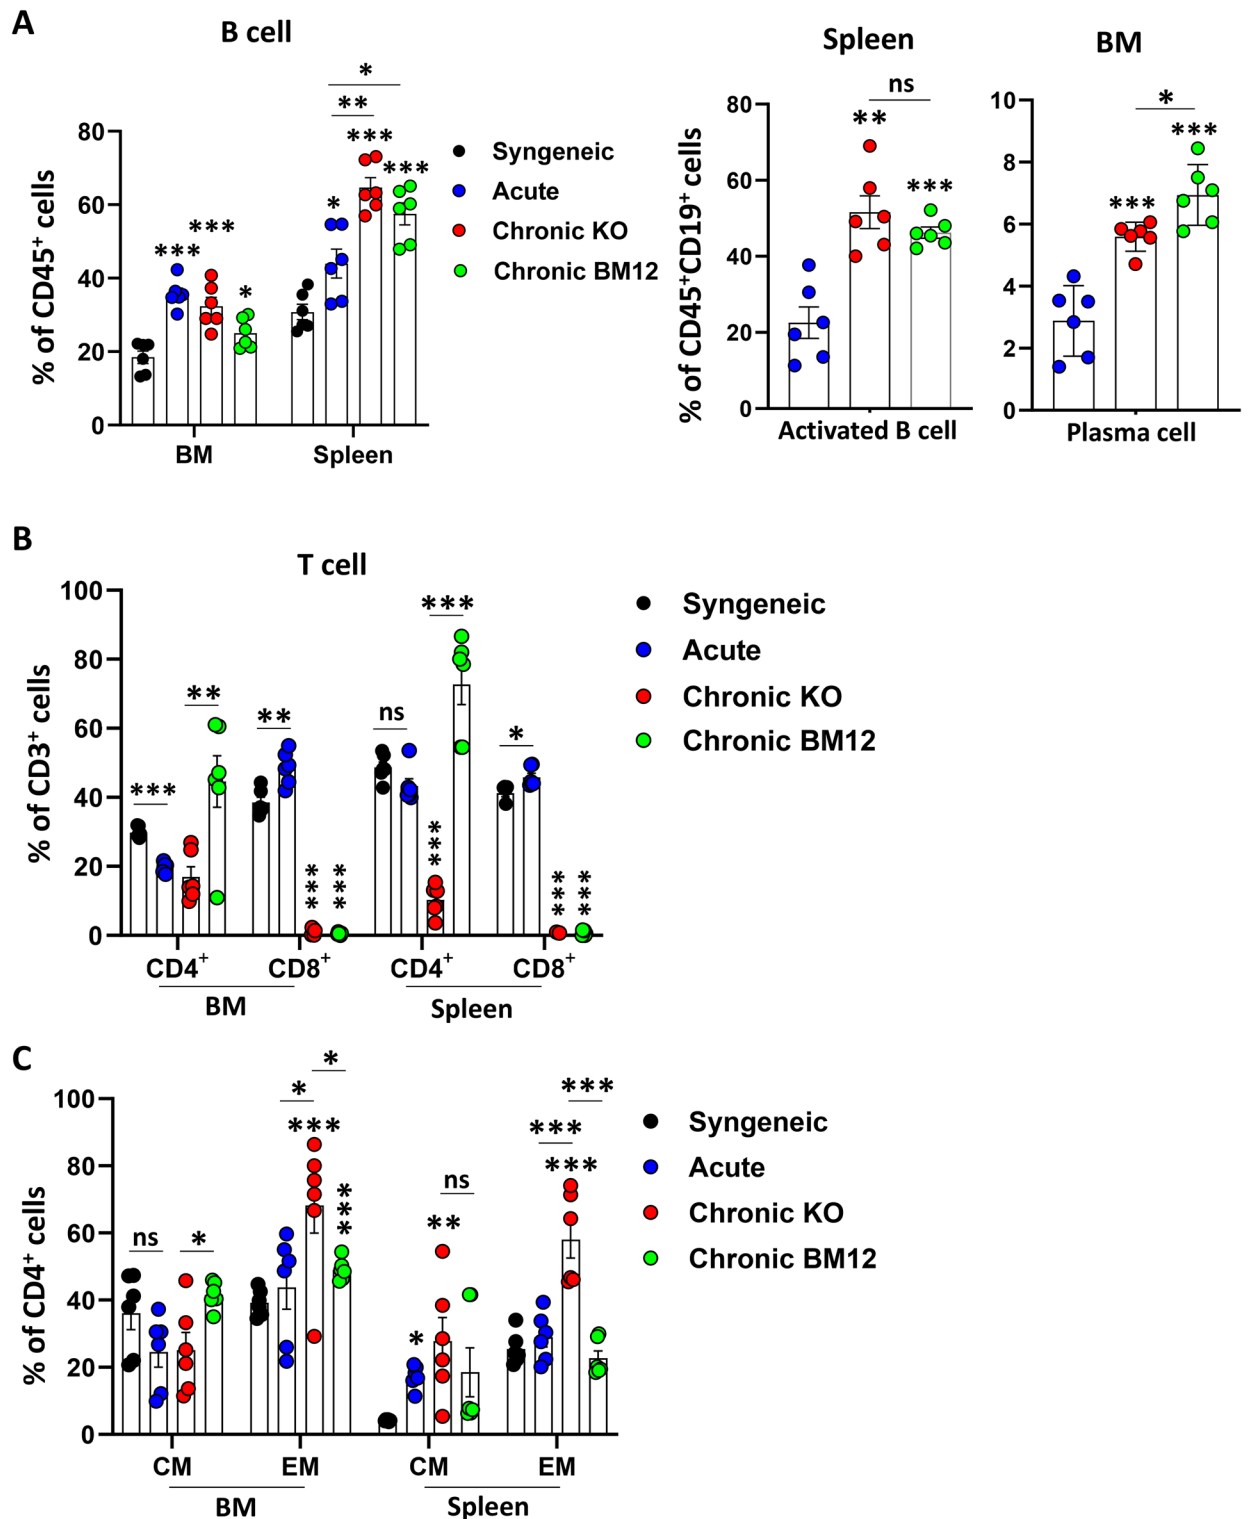 A
B cell
% of CD45+ cells
80
60
40
20
0
***
***
*
*
***
***
**
*
BM
Spleen
Syngeneic
Acute
Chronic KO
Chronic BM12
Spleen
% of CD45+CD19+ cells
80
60
40
20
0
**
***
ns
Activated B cell
BM
10
8
6
4
2
0
***
***
*
Plasma cell
B
T cell
% of CD3+ cells
100
80
60
40
20
0
***
**
**
***
***
ns
***
***
*
***
***
CD4+
CD8+
CD4+
CD8+
BM
Spleen
Syngeneic
Acute
Chronic KO
Chronic BM12
C
% of CD4+ cells
100
80
60
40
20
0
ns
*
*
***
*
***
*
**
ns
***
***
***
CM
EM
CM
EM
BM
Spleen
Syngeneic
Acute
Chronic KO
Chronic BM12